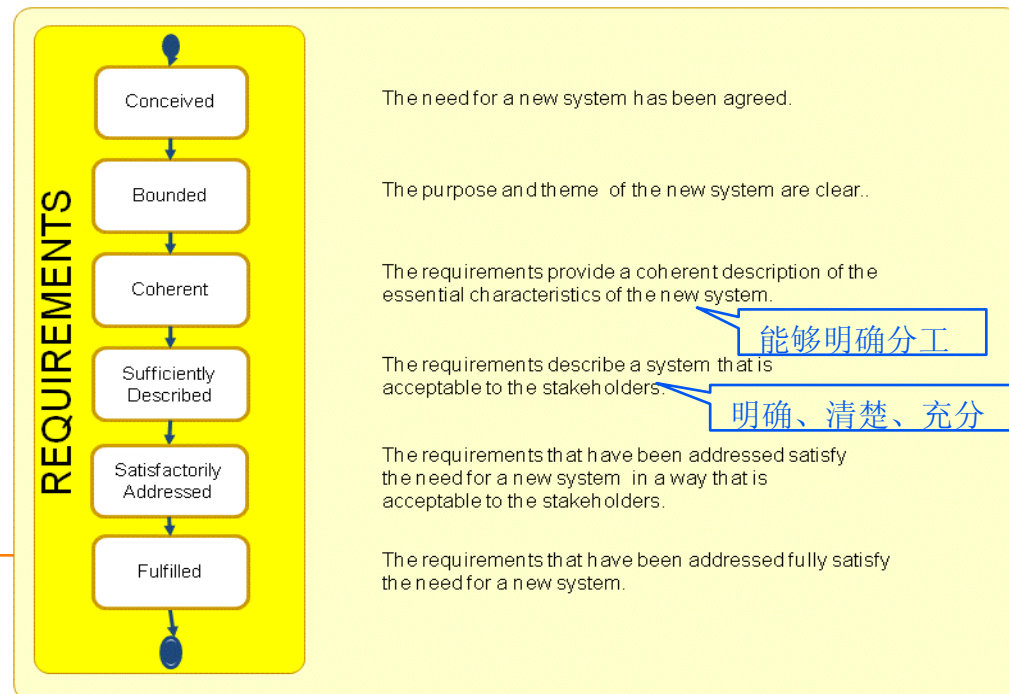 REQUIREMENTS
Conceived
The need for a new system has been agreed.
Bounded
The purpose and theme of the new system are clear..
Coherent
The requirements provide a coherent description of the
essential characteristics of the new system.
能够明确分工
Sufficiently
Described
The requirements describe a system that is
acceptable to the stakeholders.
明确、清楚、充分
Satisfactorily
Addressed
The requirements that have been addressed satisfy
the need for a new system in a way that is
acceptable to the stakeholders.
Fulfilled
The requirements that have been addressed fully satisfy
the need for a new system.